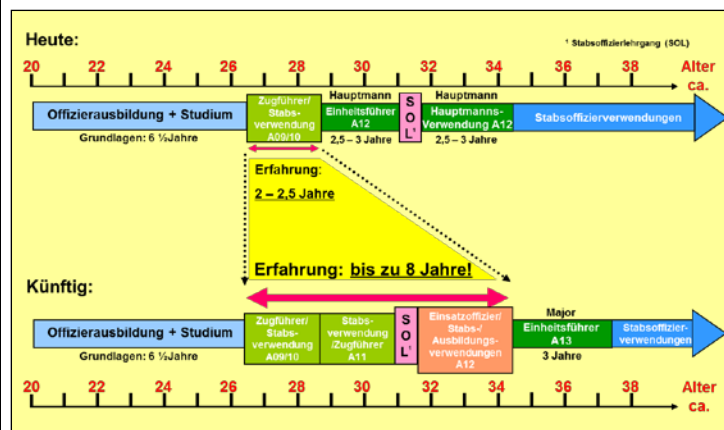 Heute:
¹ Stabsoffizierlehrgang (SOL)
20 22 24 26 28 30 32 34 36 38 Alter ca.
Offizierausbildung + Studium
Grundlagen: 6 ½Jahre
Zugführer/
Stabs-
verwendung
A09/10
Hauptmann
Einheitsführer
A12
2,5 – 3 Jahre
S
O
L¹
Hauptmann
Hauptmanns-
Verwendung A12
2,5 – 3 Jahre
Stabsoffizierverwendungen
Erfahrung:
2 – 2,5 Jahre
Erfahrung: bis zu 8 Jahre!
Künftig:
Offizierausbildung + Studium
Grundlagen: 6 ½Jahre
Zugführer/
Stabs-
verwendung
A09/10
Stabs-
verwendung
/Zugführer
A11
S
O
L¹
Einsatzoffizier/
Stabs-/
Ausbildungs-
verwendungen
A12
Major
Einheitsführer
A13
3 Jahre
Stabsoffizier-
verwendungen
20 22 24 26 28 30 32 34 36 38 Alter
ca.